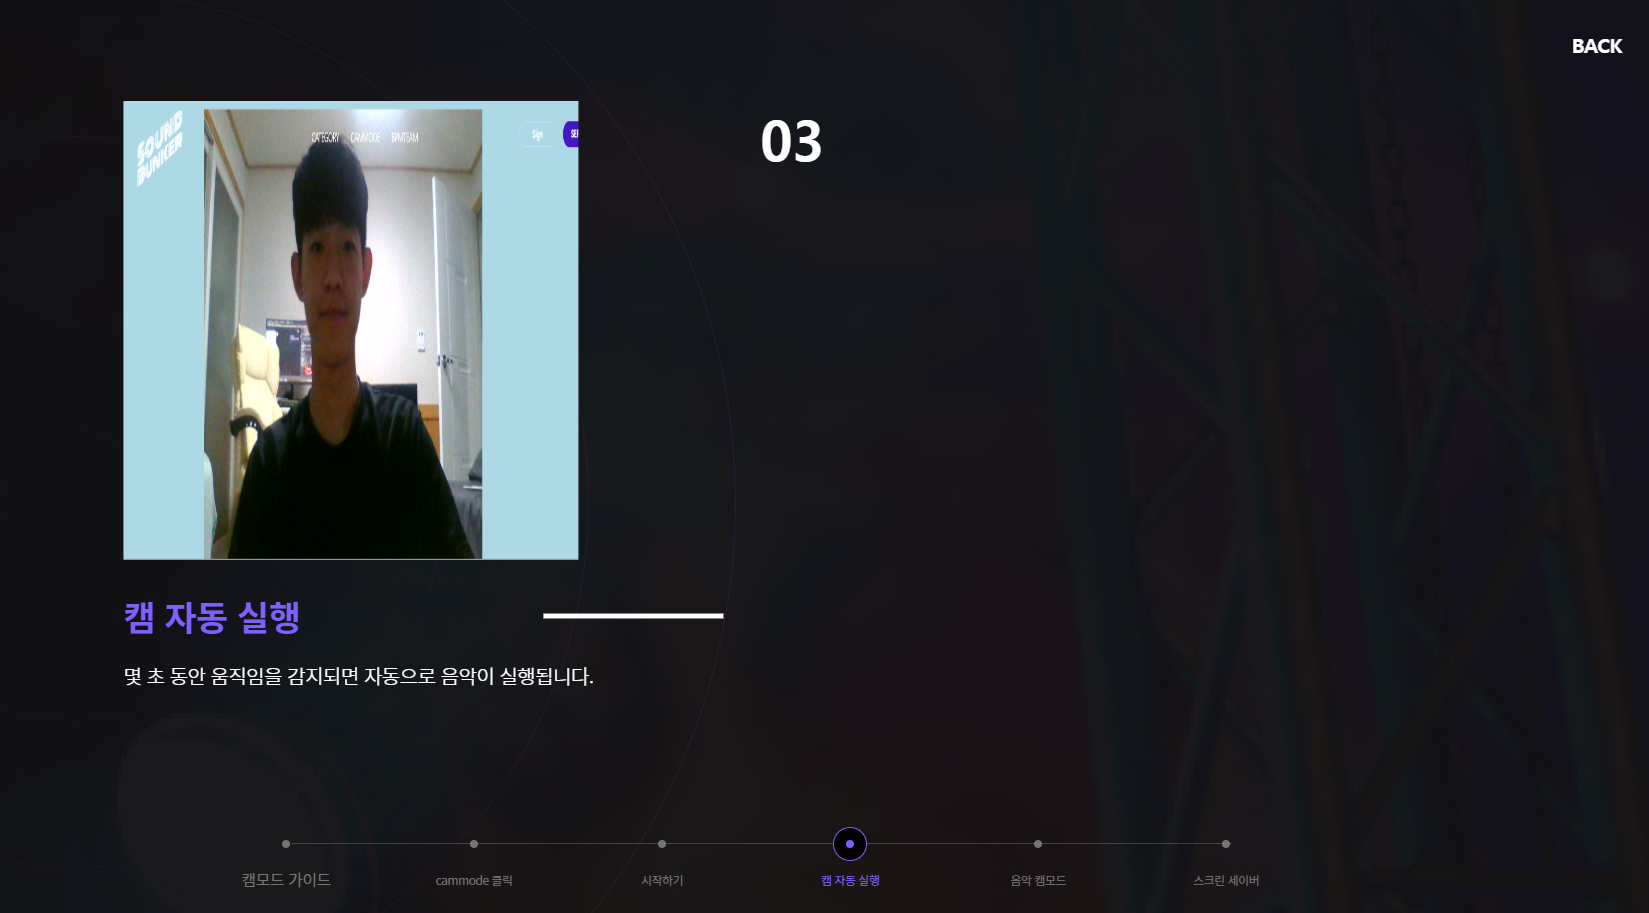 BACK
SOUND
BUNKER
CATEGORY CAMMODE BPMTEAM
Sign
03
캠 자동 실행
몇 초 동안 움직임을 감지되면 자동으로 음악이 실행됩니다.
캠모드 가이드
cammode 클릭
시작하기
캠 자동 실행
음악 캠모드
스크린 세이버